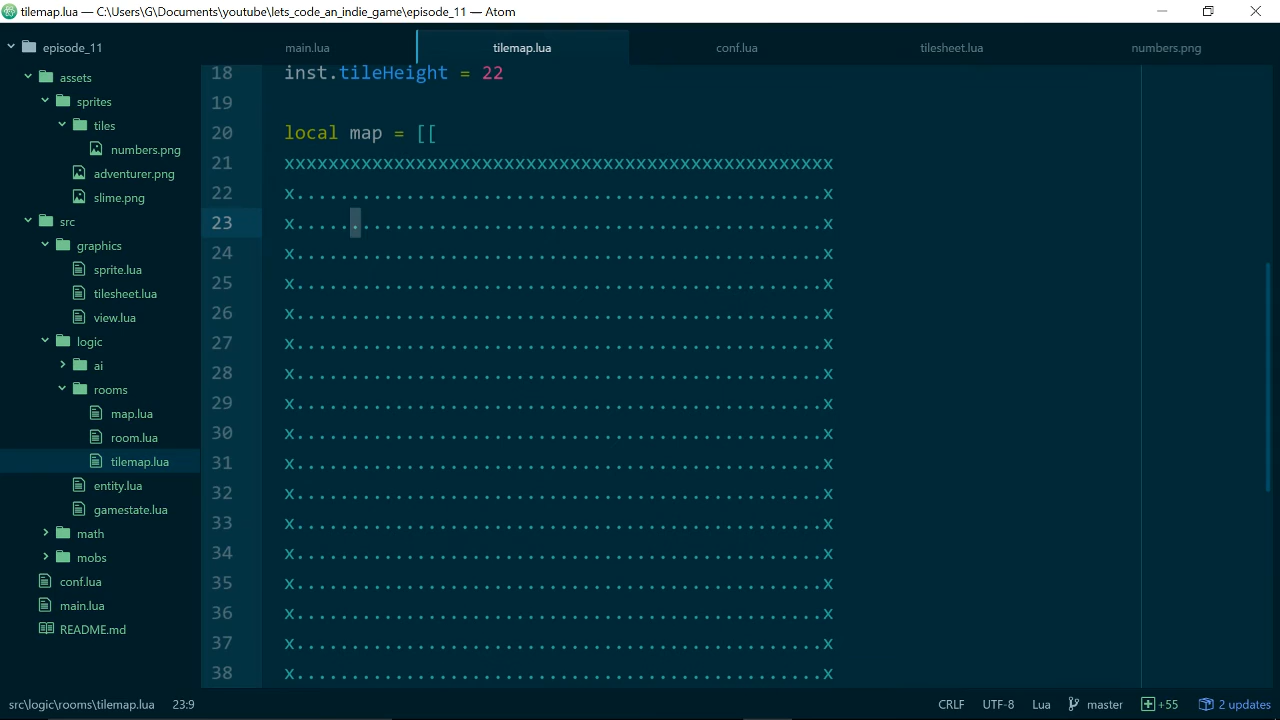 tilemap.lua — C:\Users\G\Documents\youtube\lets_code_an_indie_game\episode_11 — Atom
episode_11
assets
sprites
tiles
numbers.png
adventurer.png
slime.png
src
graphics
sprite.lua
tilesheet.lua
view.lua
logic
ai
rooms
map.lua
room.lua
tilemap.lua
entity.lua
gamestate.lua
math
mobs
conf.lua
main.lua
README.md
main.lua tilemap.lua conf.lua tilesheet.lua numbers.png
18 inst.tileHeight = 22
19
20 local map = [[
21 xxxxxxxxxxxxxxxxxxxxxxxxxxxxxxxxxxxxxxxxxxxxxxxxxx
22 x................................................x
23 x................................................x
24 x................................................x
25 x................................................x
26 x................................................x
27 x................................................x
28 x................................................x
29 x................................................x
30 x................................................x
31 x................................................x
32 x................................................x
33 x................................................x
34 x................................................x
35 x................................................x
36 x................................................x
37 x................................................x
38 x................................................x
src\logic\rooms\tilemap.lua 23:9 CRLF UTF-8 Lua master +55 2 updates